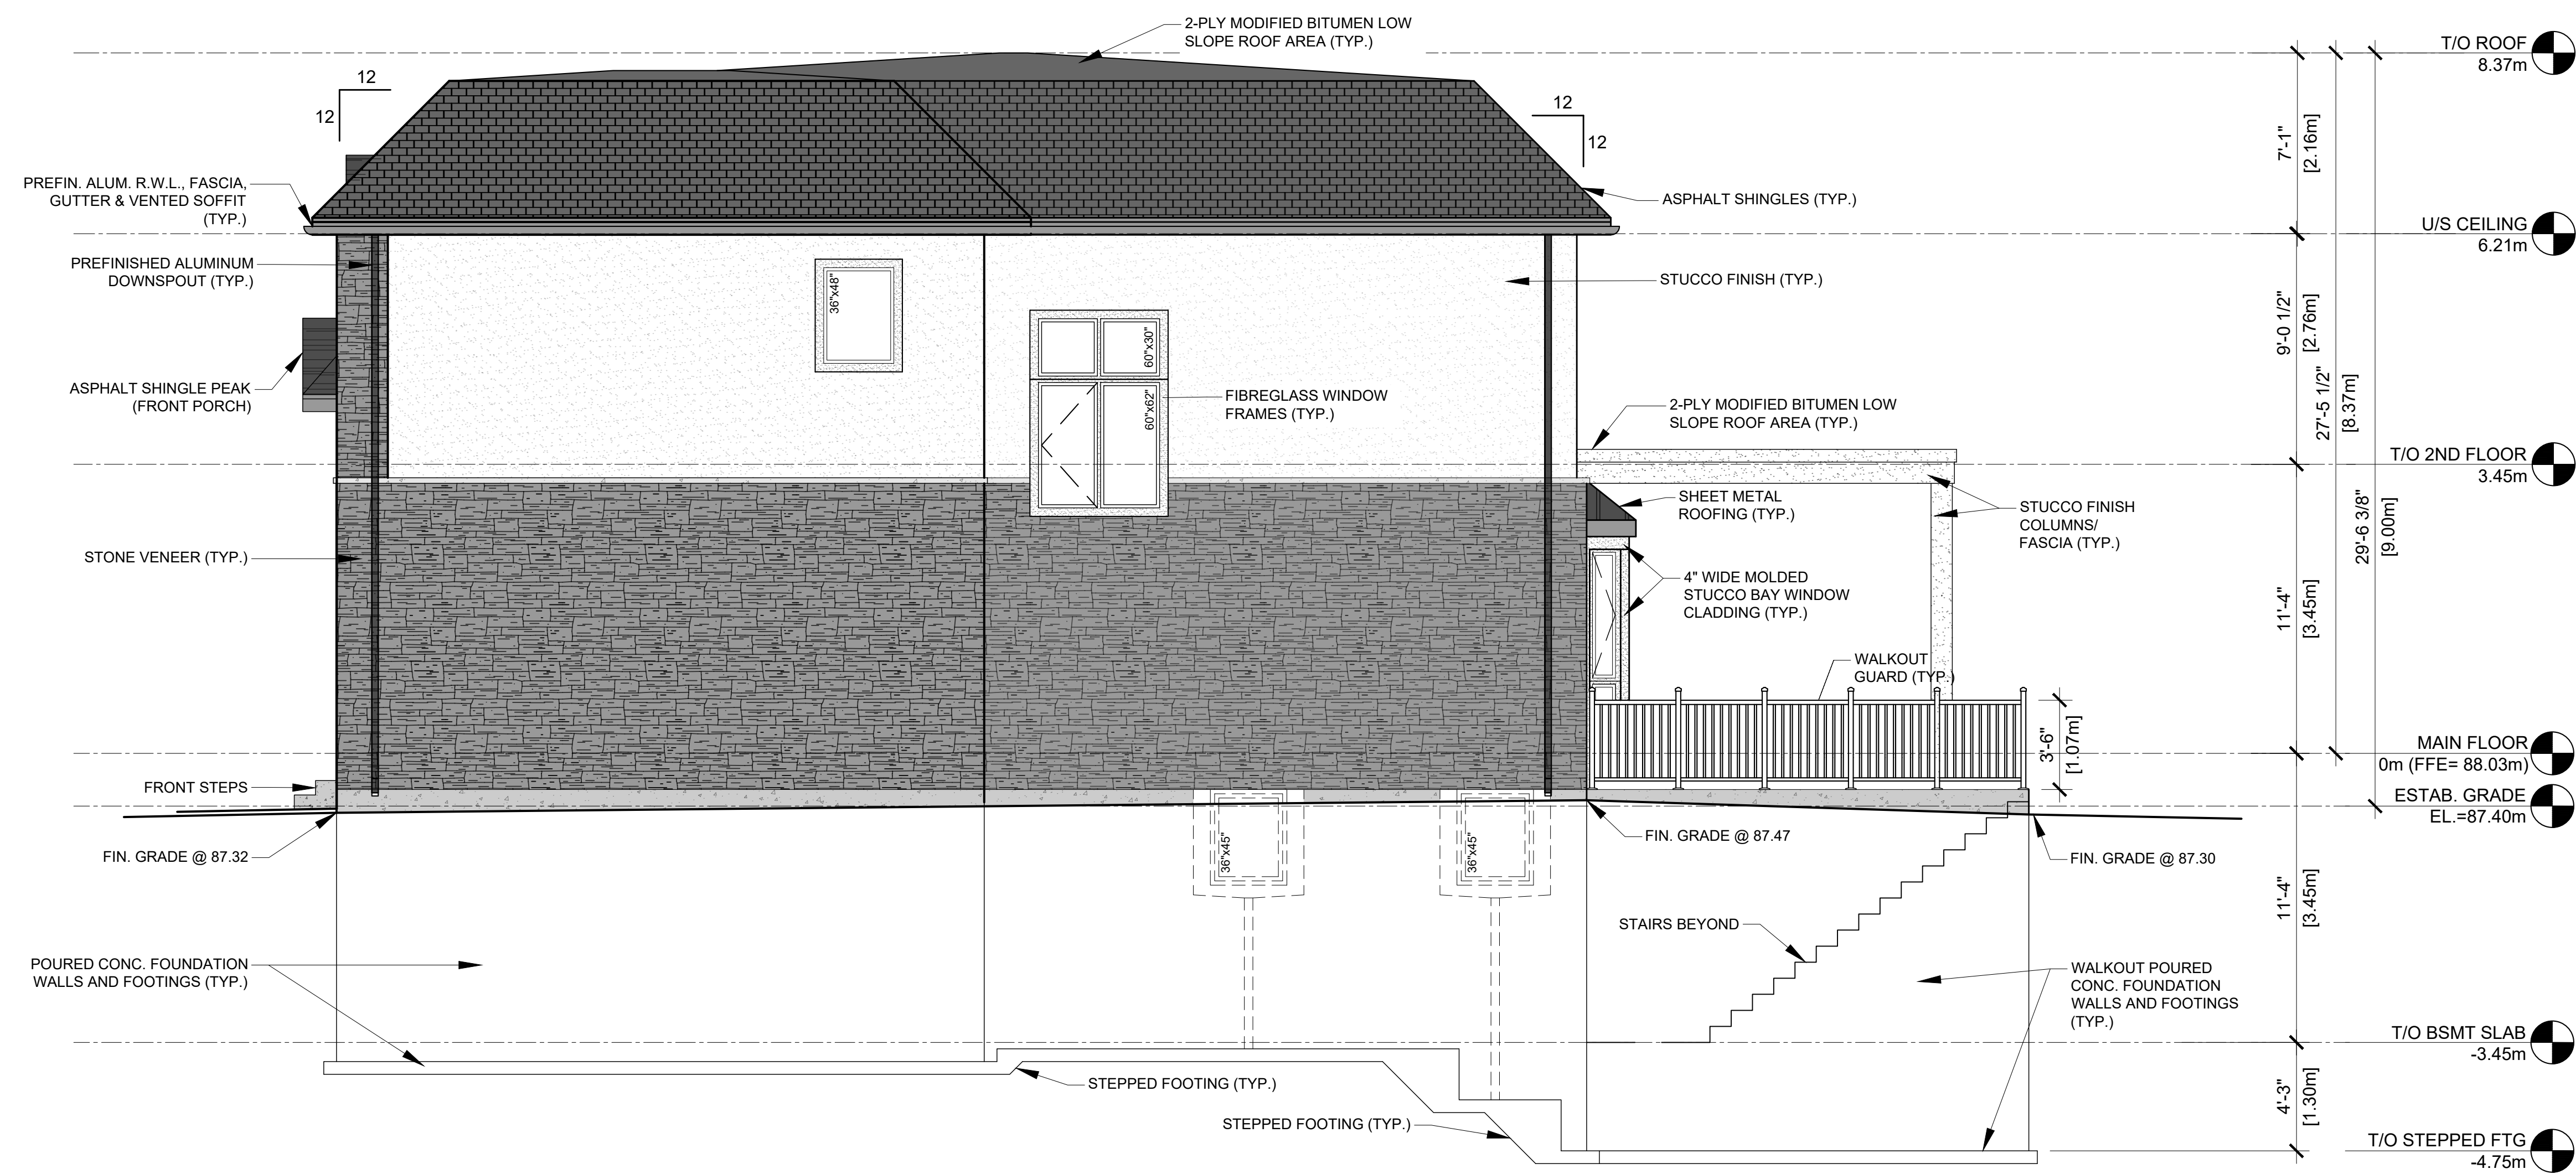 2-PLY MODIFIED BITUMEN LOW
SLOPE ROOF AREA (TYP.)
T/O ROOF
8.37m
12
12
12
12
7'-1"
[2.16m]
PREFIN. ALUM. R.W.L., FASCIA,
GUTTER & VENTED SOFFIT
(TYP.)
ASPHALT SHINGLES (TYP.)
U/S CEILING
6.21m
PREFINISHED ALUMINUM
DOWNSPOUT (TYP.)
36"x48"
STUCCO FINISH (TYP.)
9'-0 1/2"
[2.76m]
60"x30"
ASPHALT SHINGLE PEAK
(FRONT PORCH)
60"x62"
FIBREGLASS WINDOW
FRAMES (TYP.)
2-PLY MODIFIED BITUMEN LOW
SLOPE ROOF AREA (TYP.)
27'-5 1/2"
[8.37m]
T/O 2ND FLOOR
3.45m
SHEET METAL
ROOFING (TYP.)
STUCCO FINISH
COLUMNS/
FASCIA (TYP.)
29'-6 3/8"
[9.00m]
STONE VENEER (TYP.)
4" WIDE MOLDED
STUCCO BAY WINDOW
CLADDING (TYP.)
11'-4"
[3.45m]
WALKOUT
GUARD (TYP.)
3'-6"
[1.07m]
MAIN FLOOR
0m (FFE= 88.03m)
FRONT STEPS
ESTAB. GRADE
EL.=87.40m
FIN. GRADE @ 87.32
36"x45"
36"x45"
FIN. GRADE @ 87.47
FIN. GRADE @ 87.30
11'-4"
[3.45m]
STAIRS BEYOND
POURED CONC. FOUNDATION
WALLS AND FOOTINGS (TYP.)
WALKOUT POURED
CONC. FOUNDATION
WALLS AND FOOTINGS
(TYP.)
T/O BSMT SLAB
-3.45m
STEPPED FOOTING (TYP.)
4'-3"
[1.30m]
STEPPED FOOTING (TYP.)
T/O STEPPED FTG
-4.75m